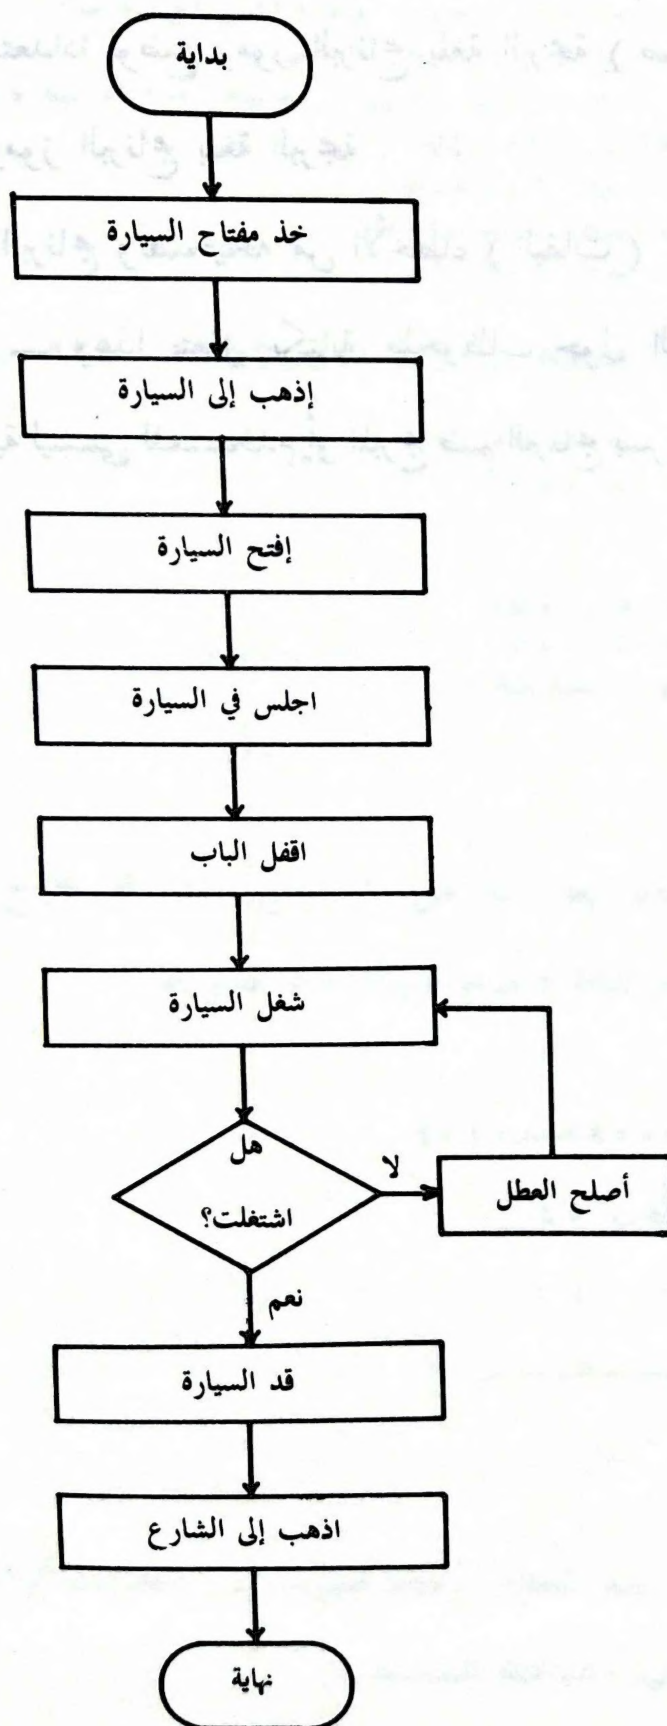 بداية
خذ مفتاح السيارة
إذهب إلى السيارة
إفتح السيارة
اجلس في السيارة
اقفل الباب
شغل السيارة
هل
اشتغلت؟
لا
أصلح العطل
نعم
قد السيارة
اذهب إلى الشارع
نهاية